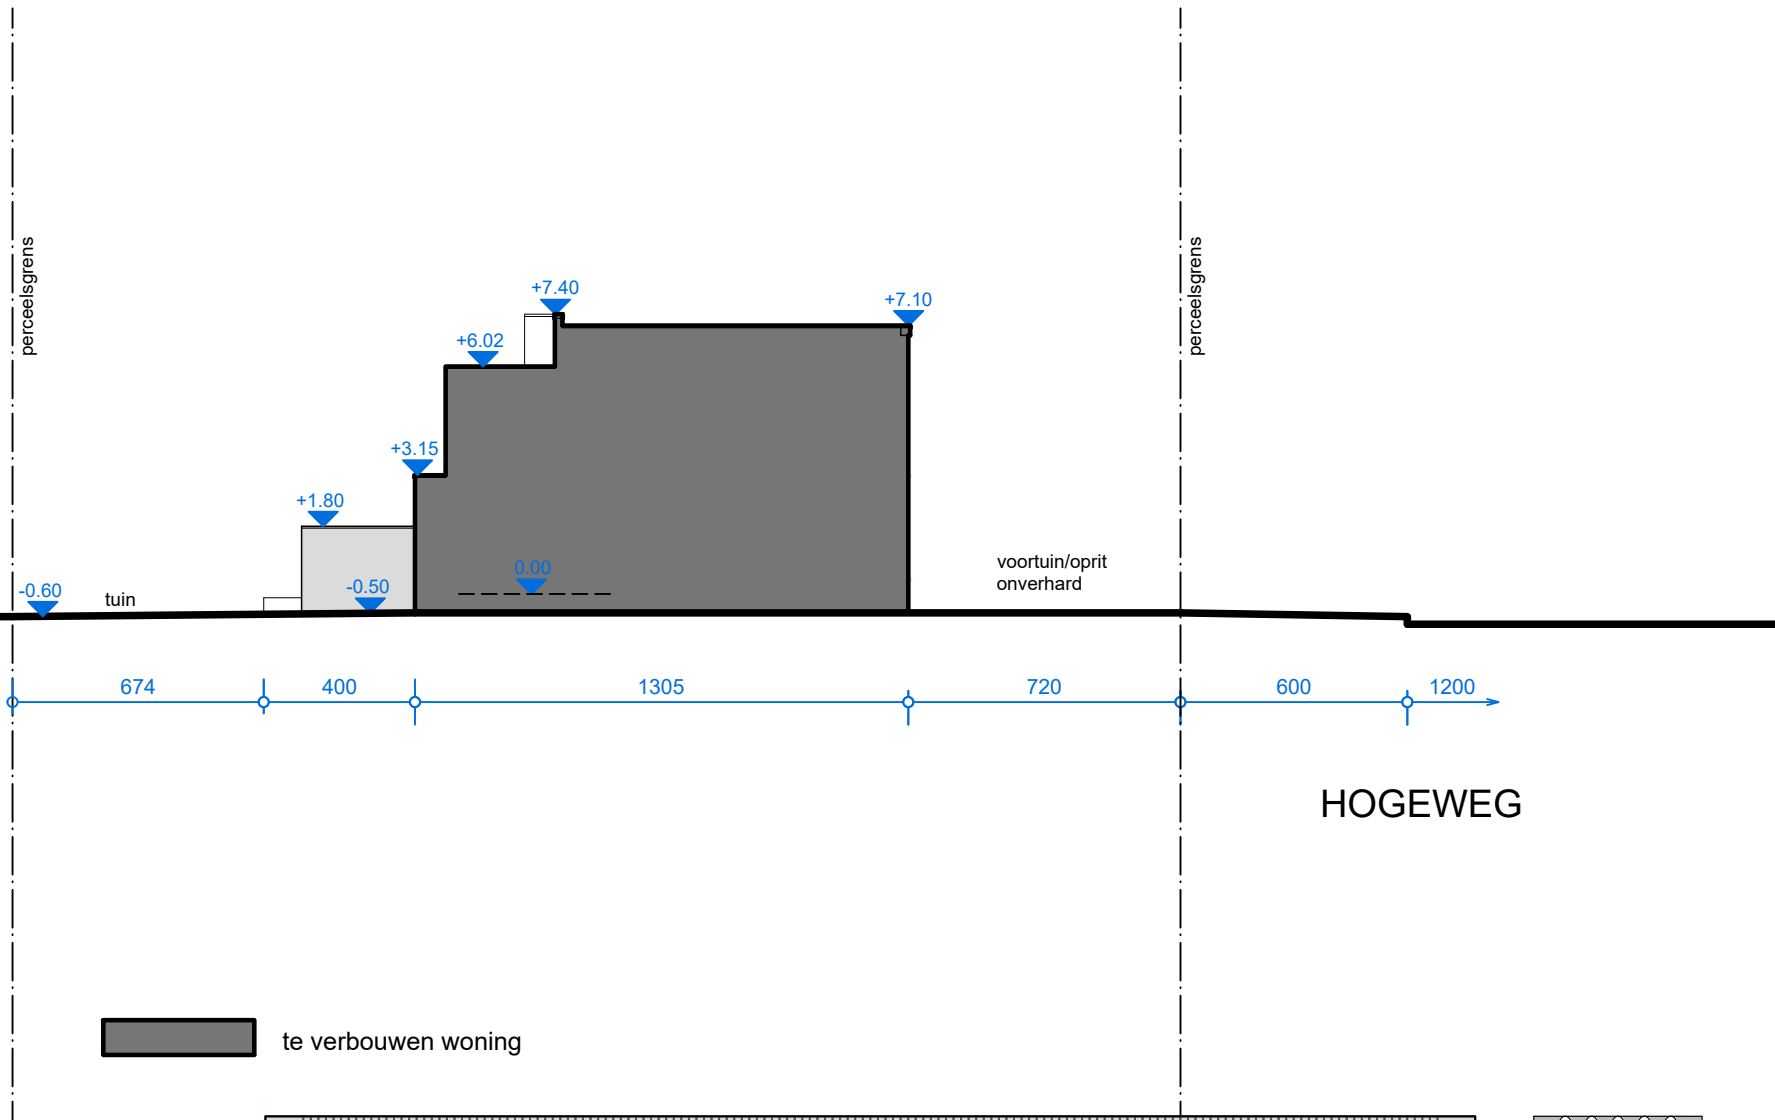 perceelsgrens
perceelsgrens
+7.40
+7.10
+6.02
+3.15
+1.80
0.00
voortuin/oprit
onverhard
-0.60
tuin
-0.50
674
400
1305
720
600
1200
HOGEWEG
te verbouwen woning